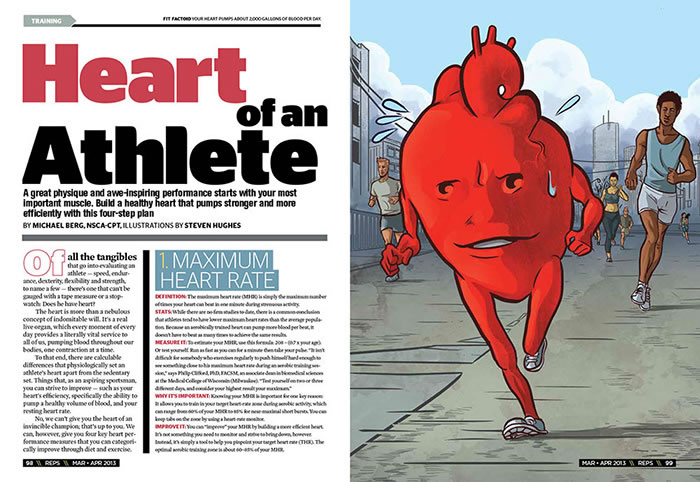 TRAINING
FIT FACTOID YOUR HEART PUMPS ABOUT 2,000 GALLONS OF BLOOD PER DAY.
Heart
of an
Athlete
A great physique and awe-inspiring performance starts with your most
important muscle. Build a healthy heart that pumps stronger and more
efficiently with this four-step plan
BY MICHAEL BERG, NSCA-CPT, ILLUSTRATIONS BY STEVEN HUGHES
Of all the tangibles
that go into evaluating an
athlete — speed, endur-
ance, dexterity, flexibility and strength,
to name a few — there's one that can't be
gauged with a tape measure or a stop-
watch: Does he have heart?
The heart is more than a nebulous
concept of indomitable will. It's a real
live organ, which every moment of every
day provides a literally vital service to
all of us, pumping blood throughout our
bodies, one contraction at a time.
To that end, there are calculable
differences that physiologically set an
athlete's heart apart from the sedentary
set. Things that, as an aspiring sportsman,
you can strive to improve — such as your
heart's efficiency, specifically the ability to
pump a healthy volume of blood, and your
resting heart rate.
No, we can't give you the heart of an
invincible champion; that's up to you. We
can, however, give you four key heart per-
formance measures that you can categori-
cally improve through diet and exercise.
1. MAXIMUM
HEART RATE
DEFINITION: The maximum heart rate (MHR) is simply the maximum number
of times your heart can beat in one minute during strenuous activity.
STATS: While there are no firm studies to date, there is a common conclusion
that athletes tend to have lower maximum heart rates than the average popula-
tion. Because an aerobically trained heart can pump more blood per beat, it
doesn't have to beat as many times to achieve the same results.
MEASURE IT: To estimate your MHR, use this formula: 208 – (0.7 x your age).
Or test yourself. Run as fast as you can for a minute then take your pulse. "It isn't
difficult for somebody who exercises regularly to push himself hard enough to
see something close to his maximum heart rate during an aerobic training ses-
sion," says Philip Clifford, PhD, FACSM, an associate dean in biomedical sciences
at the Medical College of Wisconsin (Milwaukee). "Test yourself on two or three
different days, and consider your highest result your maximum."
WHY IT'S IMPORTANT: Knowing your MHR is important for one key reason:
It allows you to train in your target heart-rate zone during aerobic activity, which
can range from 60% of your MHR to 85% for near-maximal short bursts. You can
keep tabs on the zone by using a heart-rate monitor.
IMPROVE IT: You can "improve" your MHR by building a more efficient heart.
It's not something you need to monitor and strive to bring down, however.
Instead, it's simply a tool to help you pinpoint your target heart rate (THR). The
optimal aerobic training zone is about 60–85% of your MHR.
98 \\ REPS \\ MAR • APR 2013
MAR • APR 2013 \\ REPS \\ 99